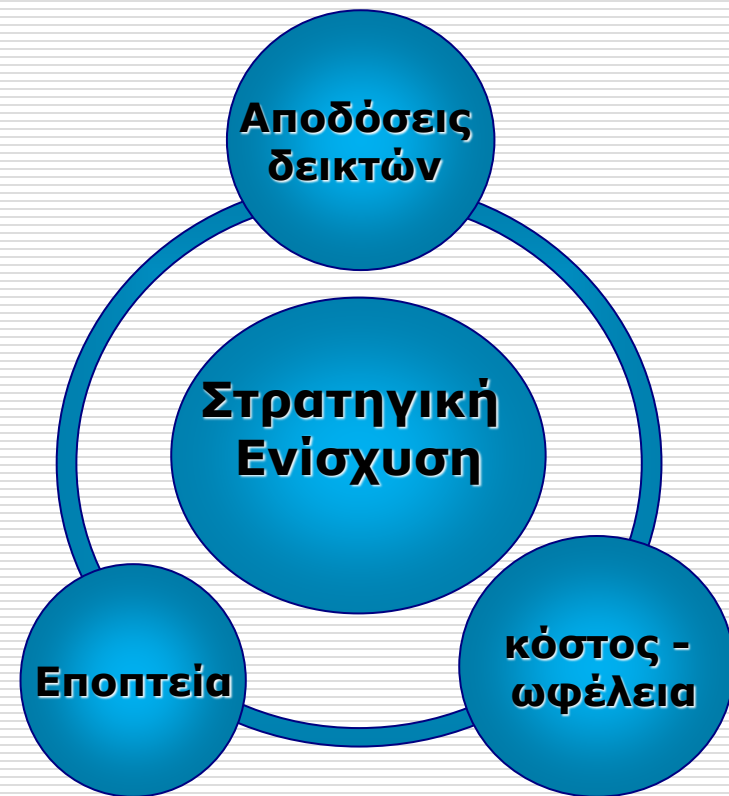 Αποδόσεις
δεικτών
Στρατηγική
Ενίσχυση
Εποπτεία
κόστος –
ωφέλεια